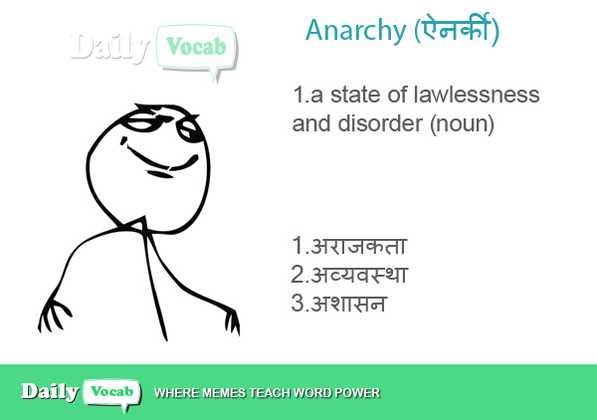 Daily Vocab
Anarchy (ऐनर्की)
1.a state of lawlessness
and disorder (noun)
1.अराजकता
2.अव्यवस्था
3.अशासन
Daily Vocab WHERE MEMES TEACH WORD POWER